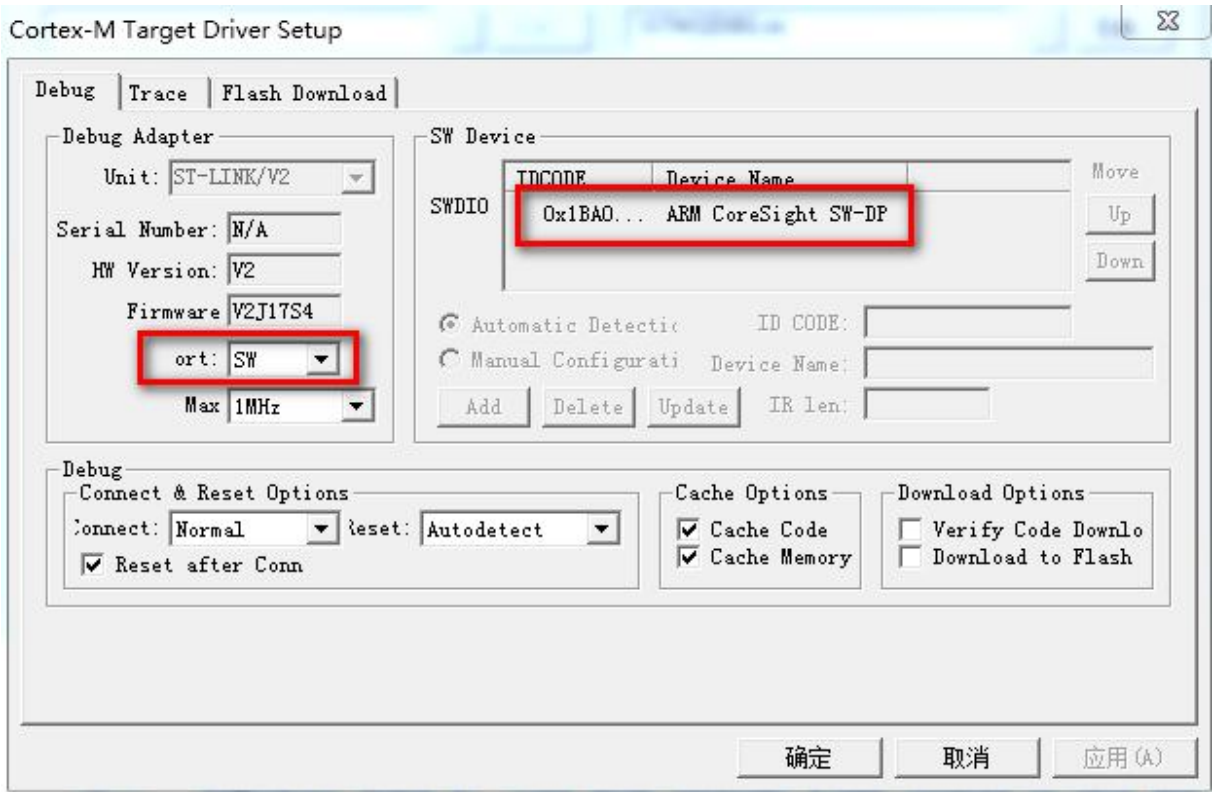 Cortex-M Target Driver Setup
Debug Trace Flash Download
Debug Adapter
Unit: ST-LINK/V2
Serial Number: N/A
HW Version: V2
Firmware V2J17S4
ort: SW
Max 1MHz
SW Device
IDCODE Device Name
SWDIO 0x1BA0... ARM CoreSight SW-DP
Move
Up
Down
Automatic Detectic ID CODE:
Manual Configurati Device Name:
Add Delete Update IR len:
Debug
Connect & Reset Options
Connect: Normal Reset: Autodetect
Reset after Conn
Cache Options
Cache Code
Cache Memory
Download Options
Verify Code Downlo
Download to Flash
确定 取消 应用(A)